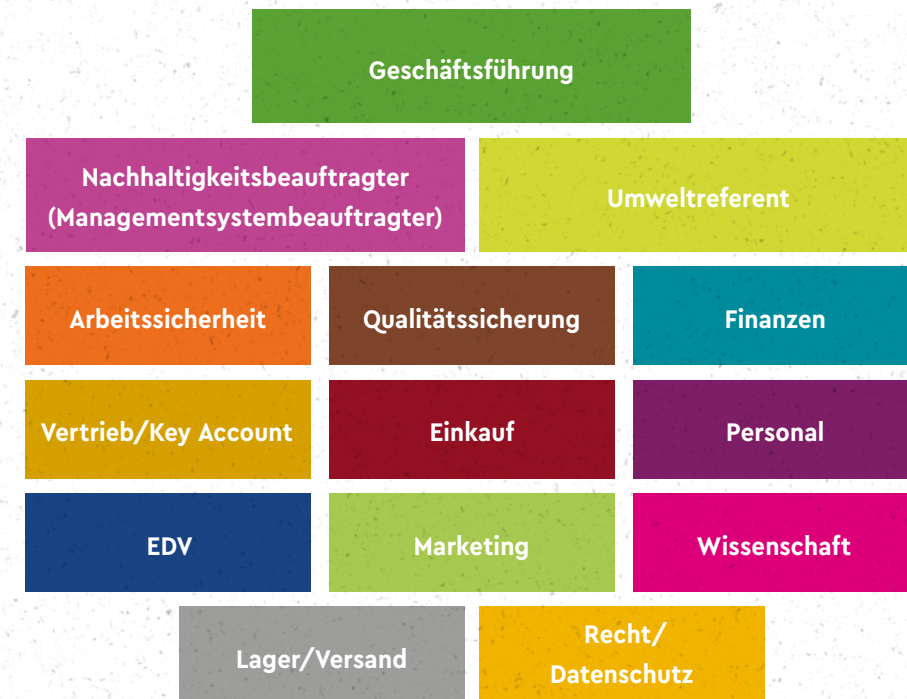 Geschäftsführung
Nachhaltigkeitsbeauftragter
(Managementsystembeauftragter)
Umweltreferent
Arbeitssicherheit
Qualitätssicherung
Finanzen
Vertrieb/Key Account
Einkauf
Personal
EDV
Marketing
Wissenschaft
Lager/Versand
Recht/
Datenschutz